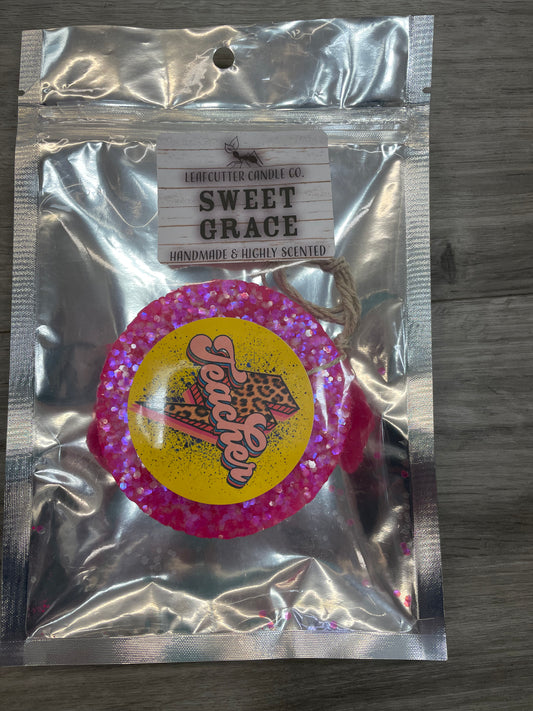 LEAFCUTTER CANDLE CO.
SWEET
GRACE
HANDMADE & HIGHLY SCENTED
Teacher